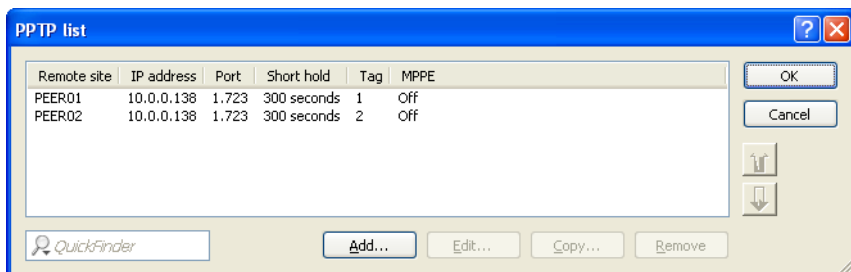 PPTP list
Remote site IP address Port Short hold Tag MPPE
PEER01 10.0.0.138 1.723 300 seconds 1 Off
PEER02 10.0.0.138 1.723 300 seconds 2 Off
OK
Cancel
QuickFinder Add... Edit... Copy... Remove